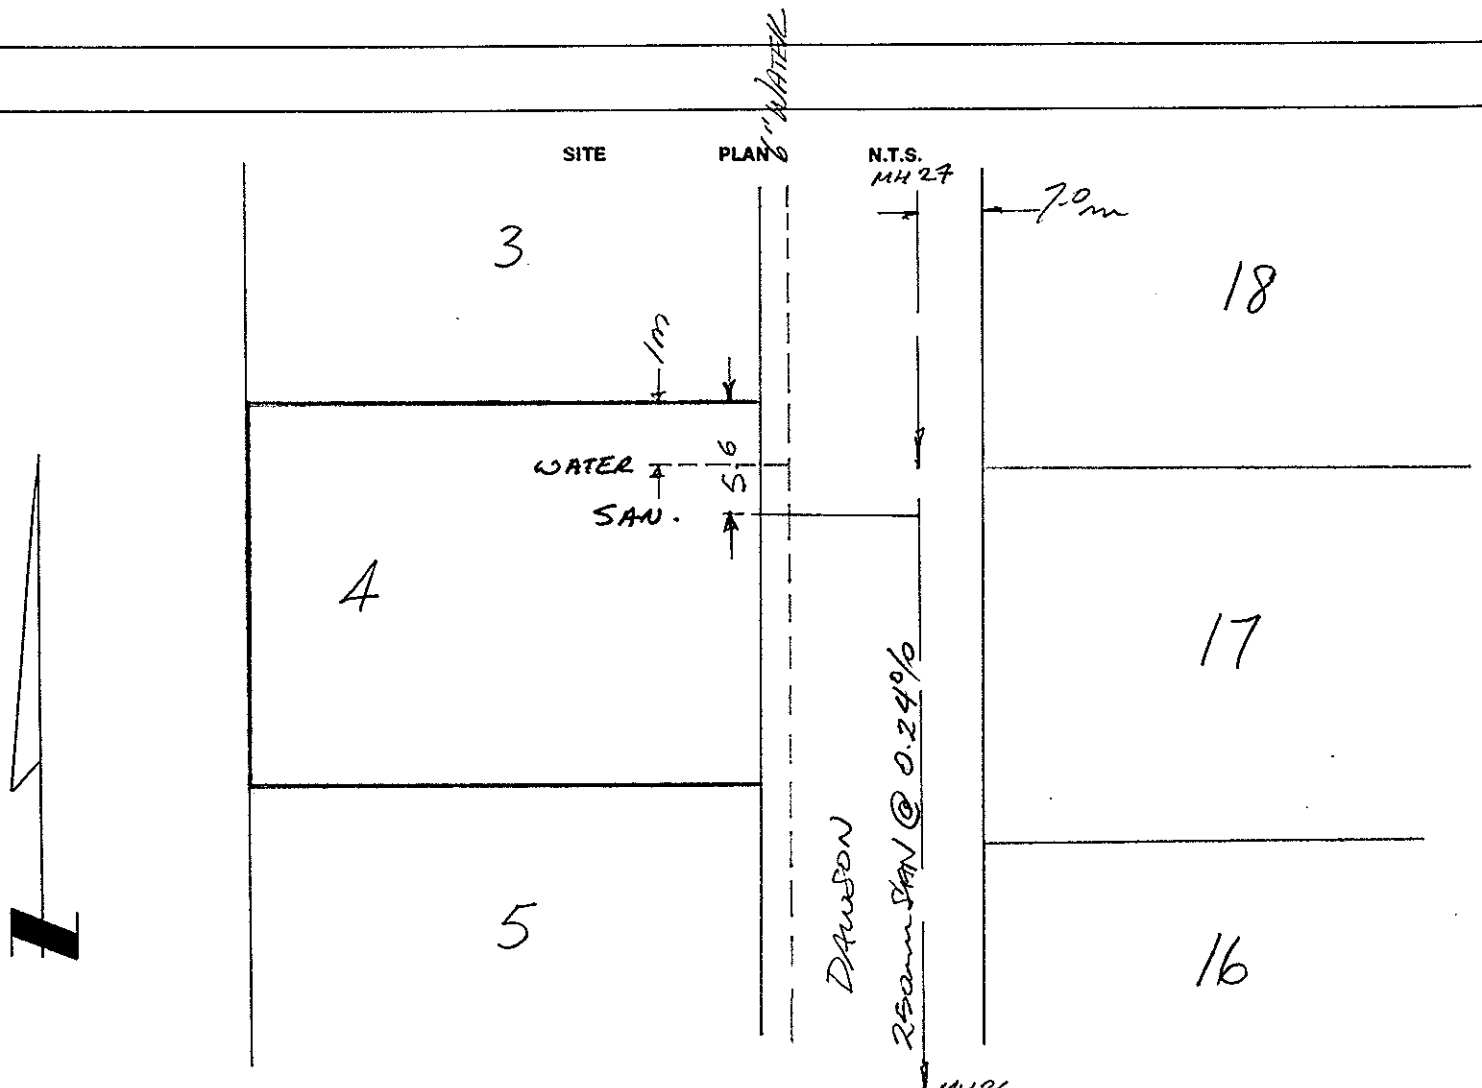 6" WATER
SITE PLAN N.T.S.
MH 27
7.0m
3
18
1m
WATER
5.6
SAN.
4
17
250mm SAN @ 0.24%
DAWSON
5
16
N